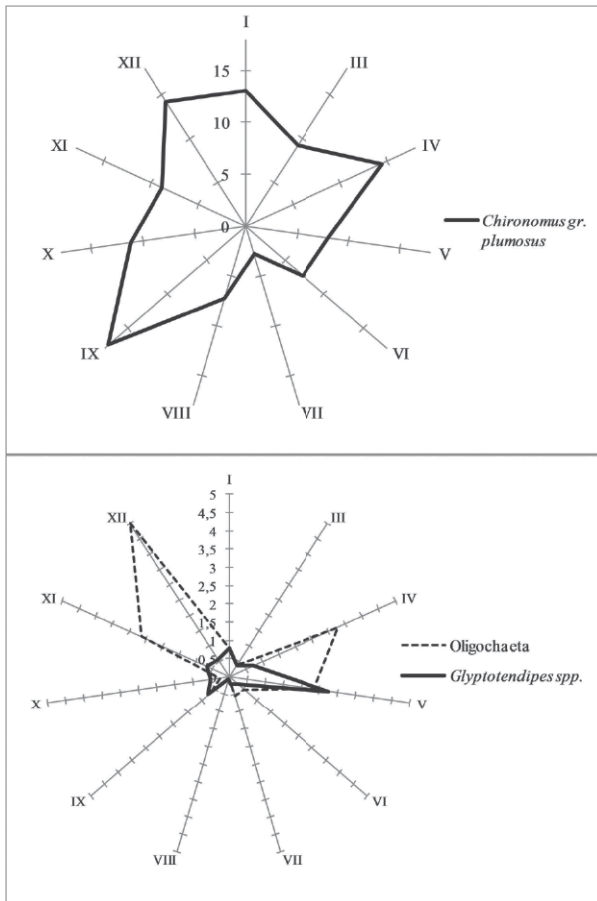 I
XII
III
15
10
XI
IV
5
0
Chironomus gr.
plumosus
X
V
IX
VI
VIII
VII
I
5
XII
4,5
III
4
3,5
3
XI
2,5
IV
2
1,5
Oligochaeta
1
Glyptotendipes spp.
0,5
0
X
V
IX
VI
VIII
VII